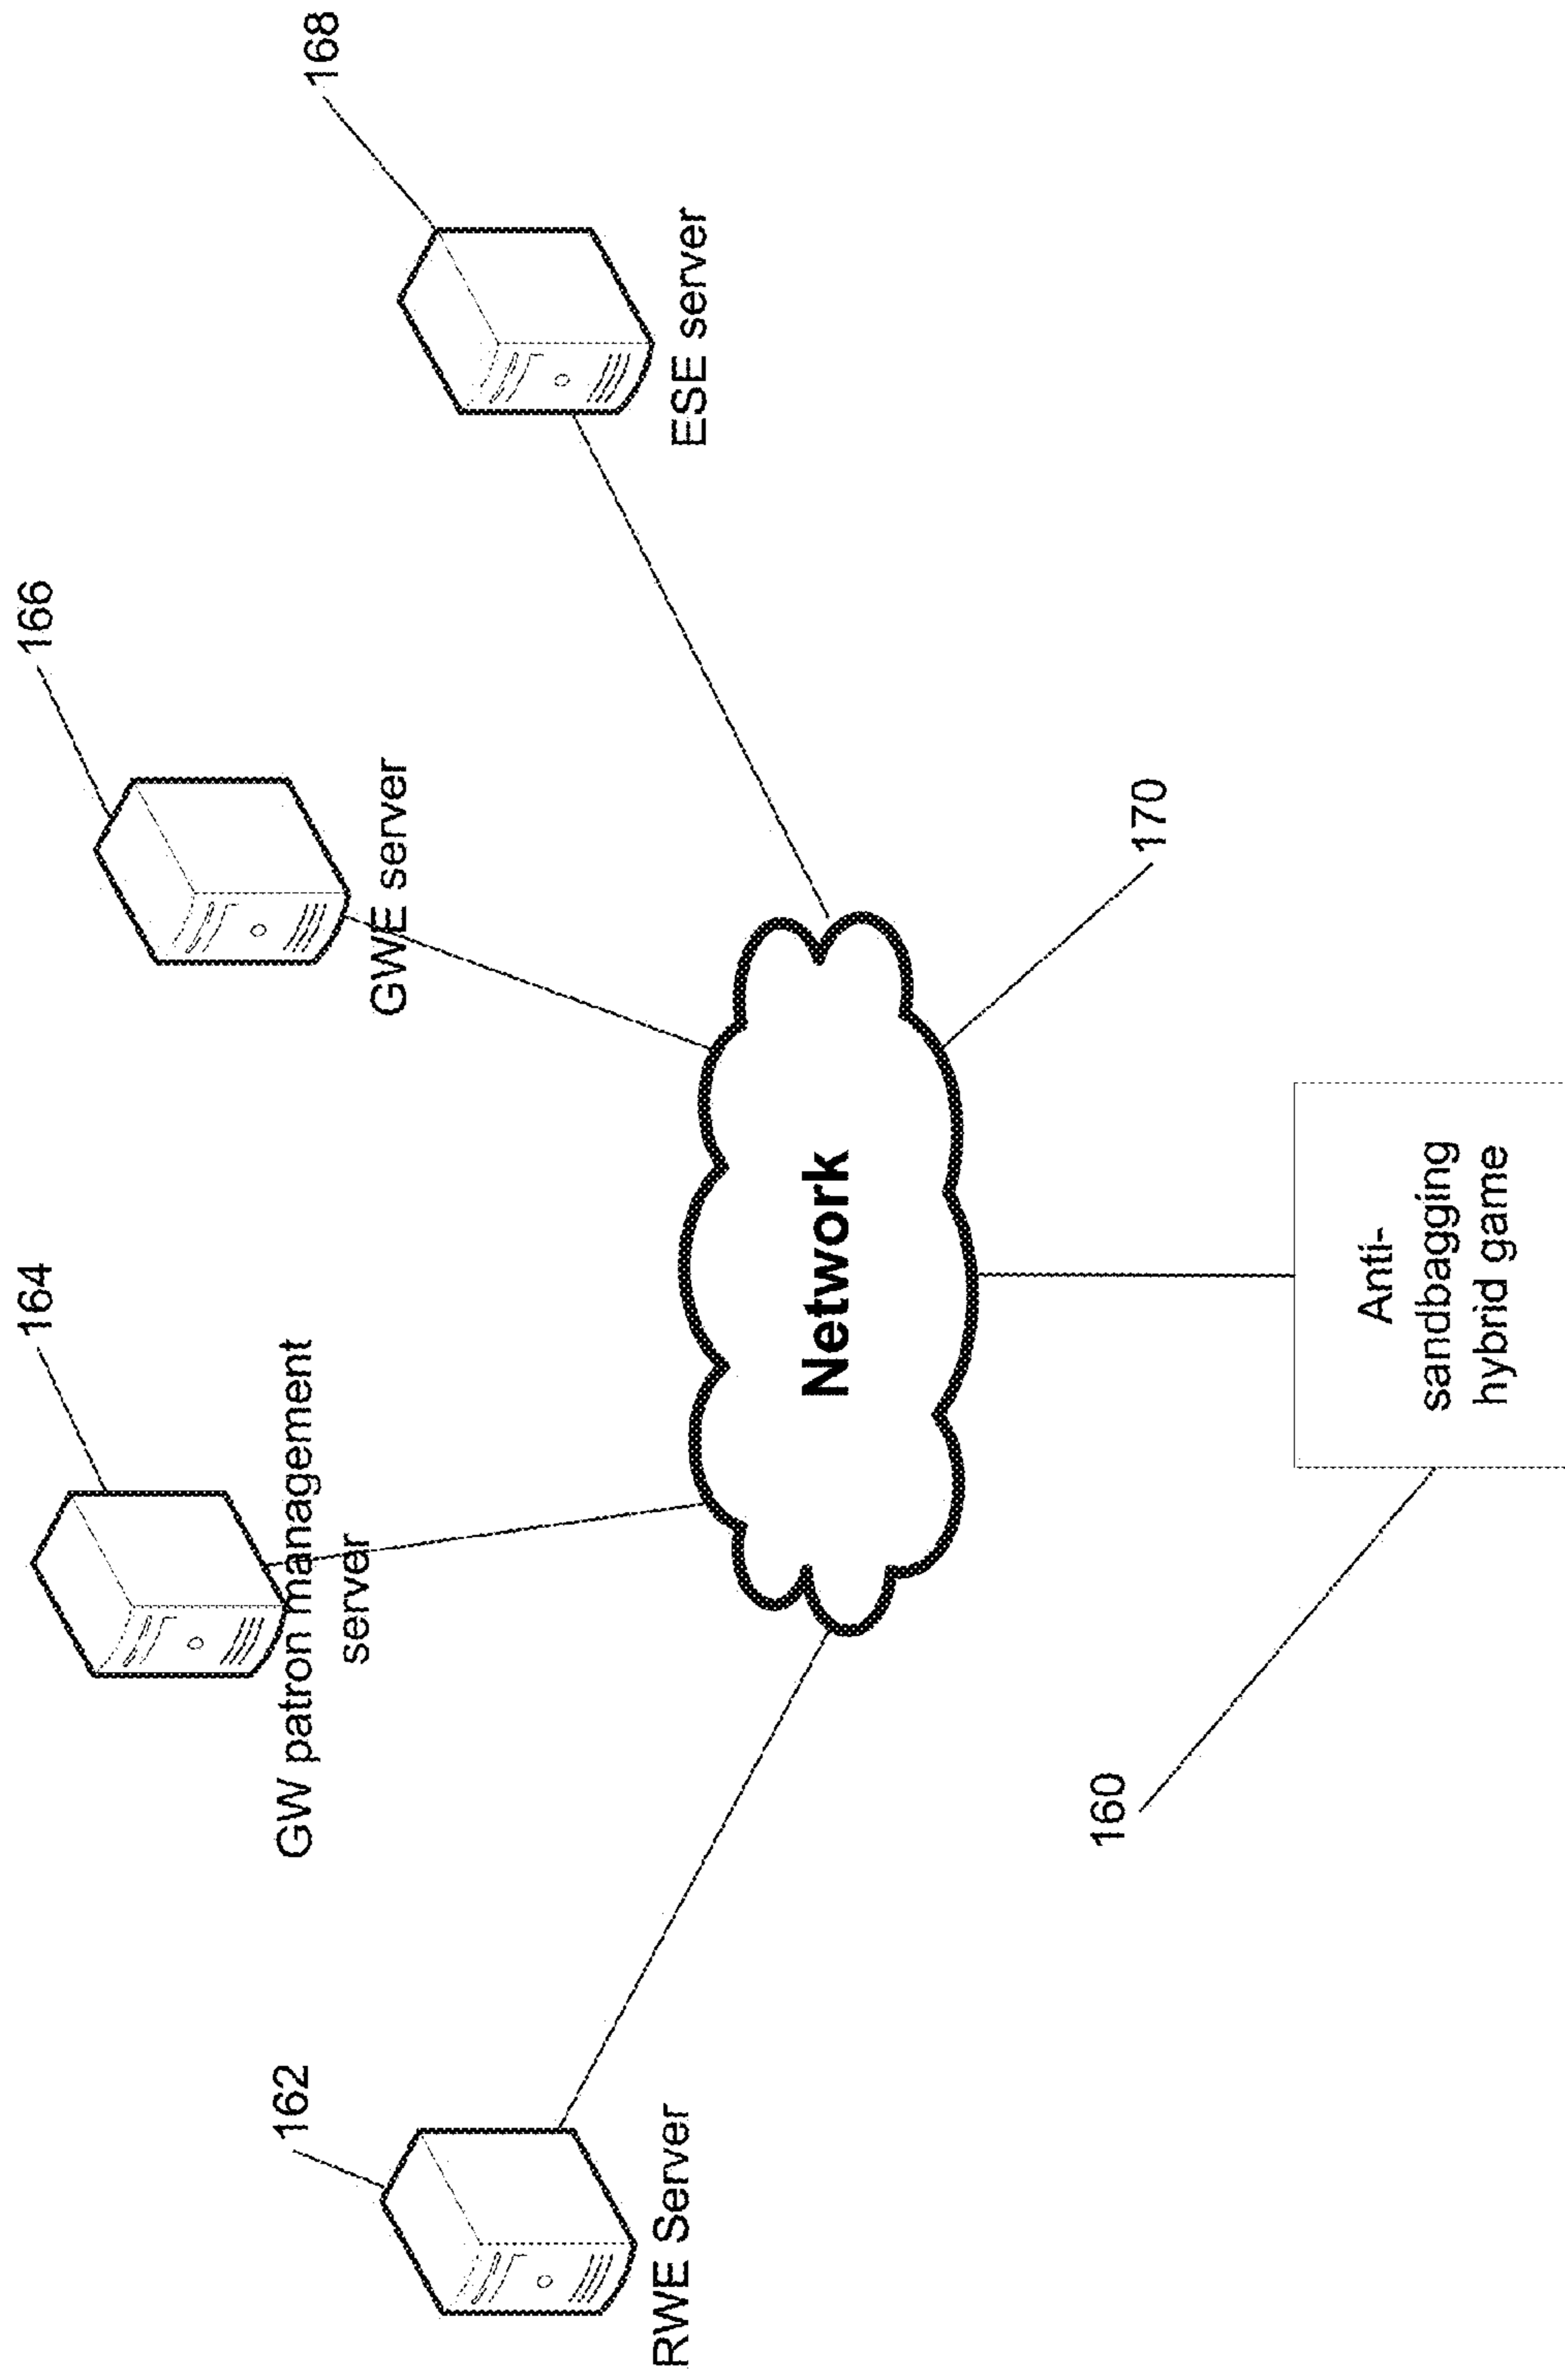 164
166
168
162
GW patron management
server
GWE server
ESE server
RWE Server
Network
170
160
Anti-
sandbagging
hybrid game